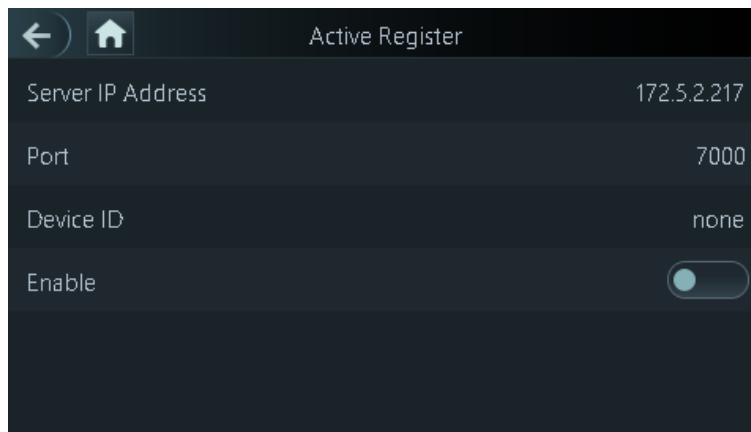 Active Register
Server IP Address 172.5.2.217
Port 7000
Device ID none
Enable